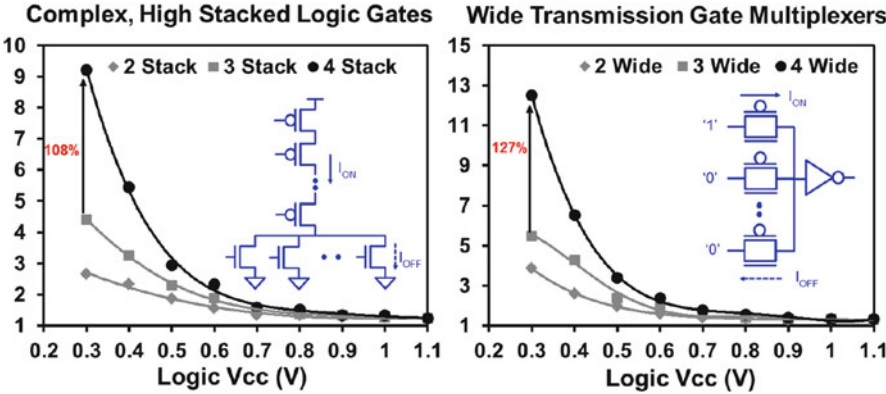 Complex, High Stacked Logic Gates
10
9
8
7
6
5
4
3
2
1
2 Stack
3 Stack
4 Stack
108%
I_ON
I_OFF
0.2 0.3 0.4 0.5 0.6 0.7 0.8 0.9 1 1.1
Logic Vcc (V)
Wide Transmission Gate Multiplexers
15
13
11
9
7
5
3
1
2 Wide
3 Wide
4 Wide
127%
I_ON
'1'
'0'
'0'
I_OFF
0.2 0.3 0.4 0.5 0.6 0.7 0.8 0.9 1 1.1
Logic Vcc (V)